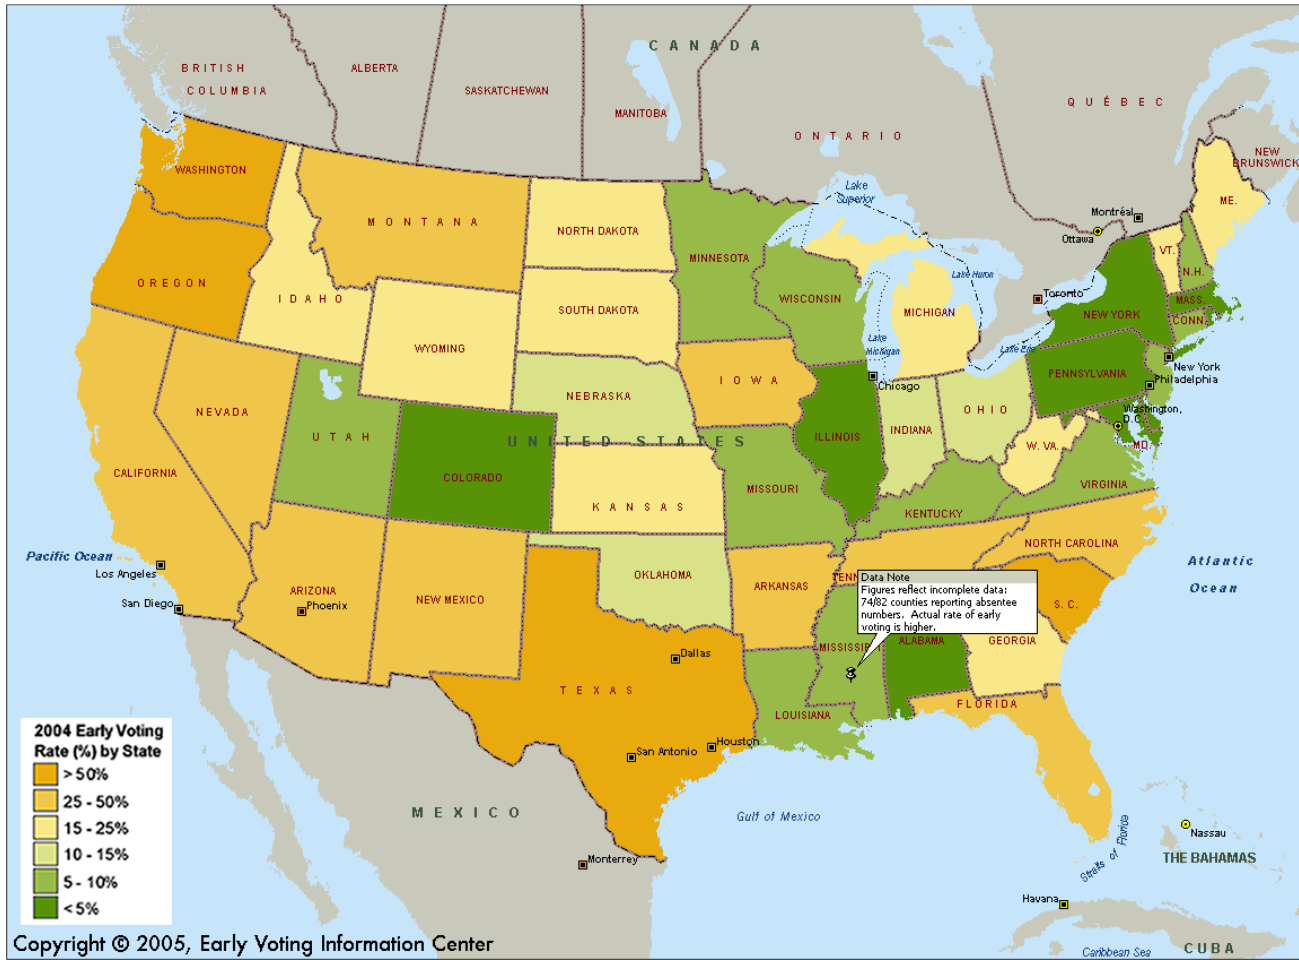 CANADA
BRITISH
COLUMBIA
ALBERTA
SASKATCHEWAN
MANITOBA
ONTARIO
QUÉBEC
NEW
BRUNSWICK
WASHINGTON
MONTANA
NORTH DAKOTA
MINNESOTA
Lake
Superior
Montréal
Ottawa
ME.
VT.
N.H.
OREGON
IDAHO
SOUTH DAKOTA
WISCONSIN
Lake Huron
Toronto
MICHIGAN
NEW YORK
MASS.
CONN.
WYOMING
Lake
Michigan
Lake Erie
New York
PENNSYLVANIA
Philadelphia
IOWA
Chicago
NEVADA
NEBRASKA
OHIO
Washington,
D.C.
UTAH
UNITED STATES
ILLINOIS
INDIANA
W. VA.
MD.
CALIFORNIA
COLORADO
MISSOURI
VIRGINIA
KANSAS
KENTUCKY
Pacific Ocean
Los Angeles
San Diego
NORTH CAROLINA
Atlantic
Ocean
ARIZONA
Phoenix
NEW MEXICO
OKLAHOMA
ARKANSAS
TENN
Data Note
Figures reflect incomplete data:
74/82 counties reporting absentee
numbers. Actual rate of early
voting is higher.
S. C.
MISSISSIPPI
ALABAMA
GEORGIA
Dallas
TEXAS
LOUISIANA
FLORIDA
San Antonio
Houston
2004 Early Voting
Rate (%) by State
> 50%
25 - 50%
15 - 25%
10 - 15%
5 - 10%
<5%
MEXICO
Gulf of Mexico
Straits of Florida
Nassau
THE BAHAMAS
Monterrey
Havana
Caribbean Sea
CUBA
Copyright © 2005, Early Voting Information Center